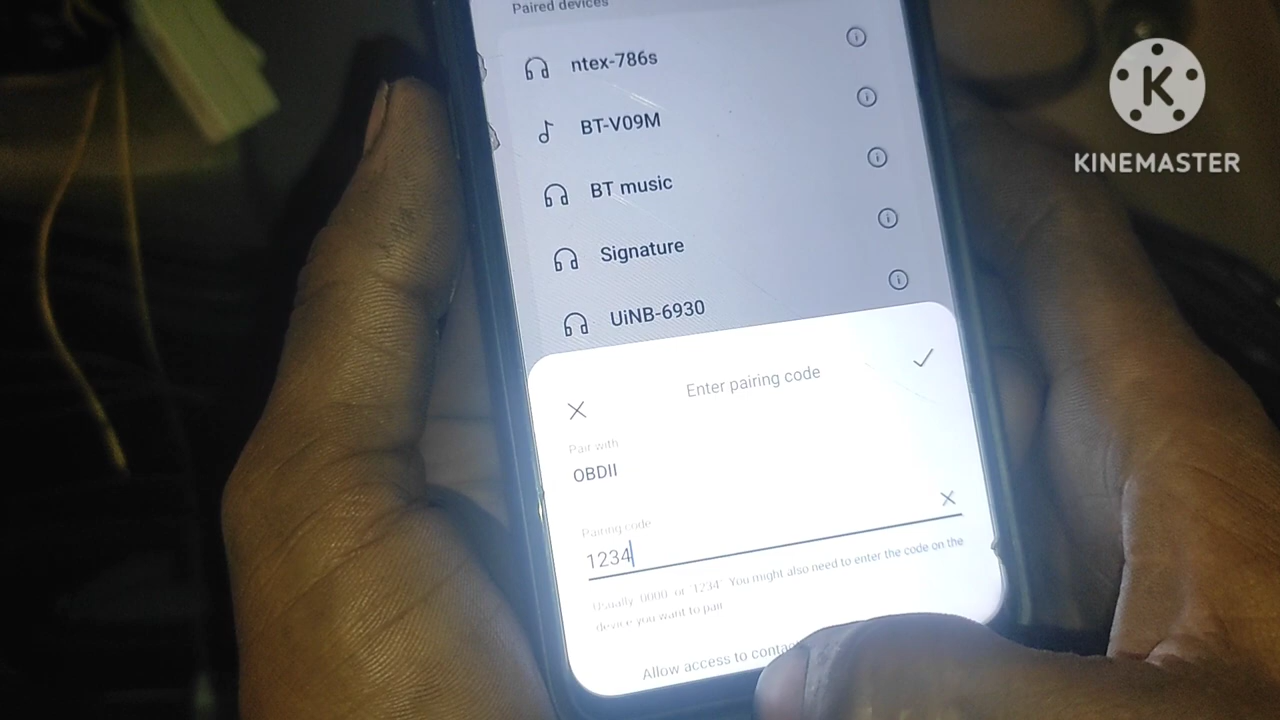 Paired devices
ntex-786s
BT-V09M
BT music
Signature
UiNB-6930
Enter pairing code
Pair with
OBDII
Pairing code
1234
Usually "0000" or "1234". You might also need to enter the code on the
device you want to pair
Allow access to conta
K
KINEMASTER